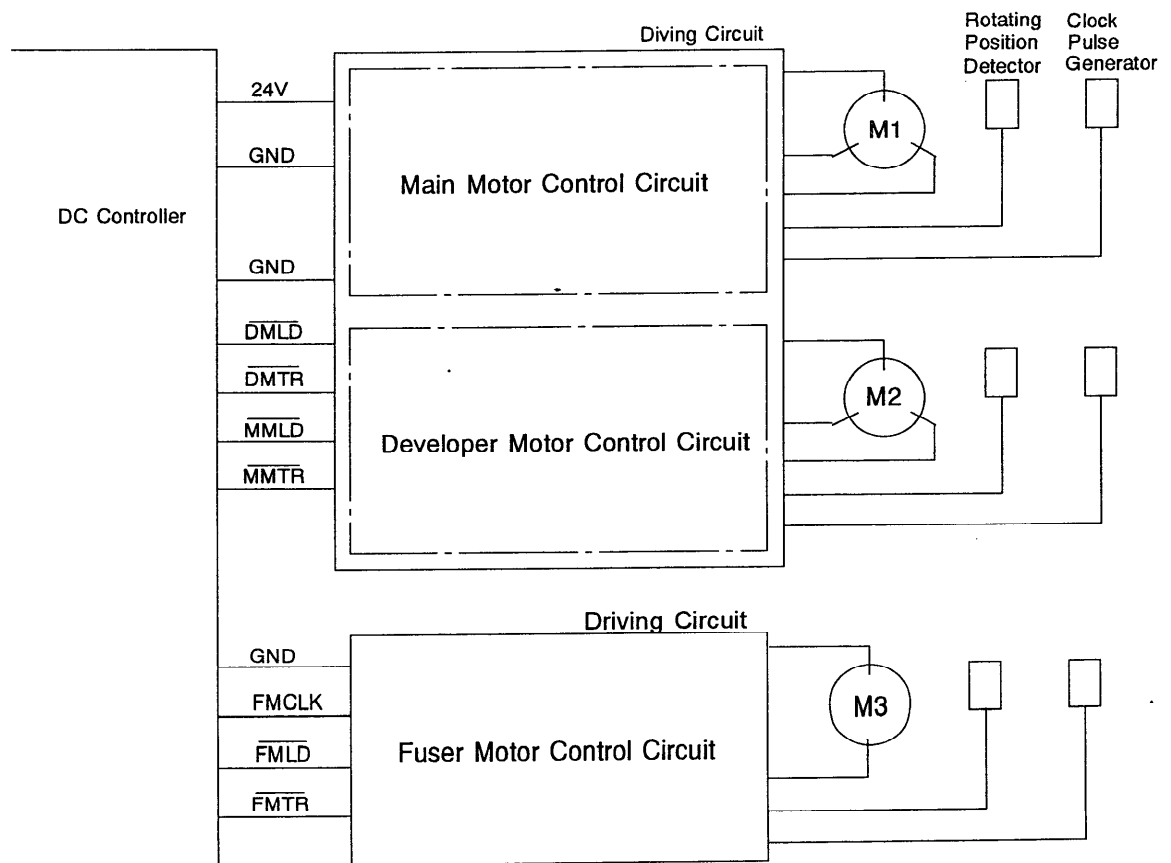 Diving Circuit
Rotating
Position
Detector
Clock
Pulse
Generator
24V
GND
M1
Main Motor Control Circuit
DC Controller
GND
DMLD
DMTR
M2
MMLD
Developer Motor Control Circuit
MMTR
Driving Circuit
GND
FMCLK
M3
FMLD
Fuser Motor Control Circuit
FMTR